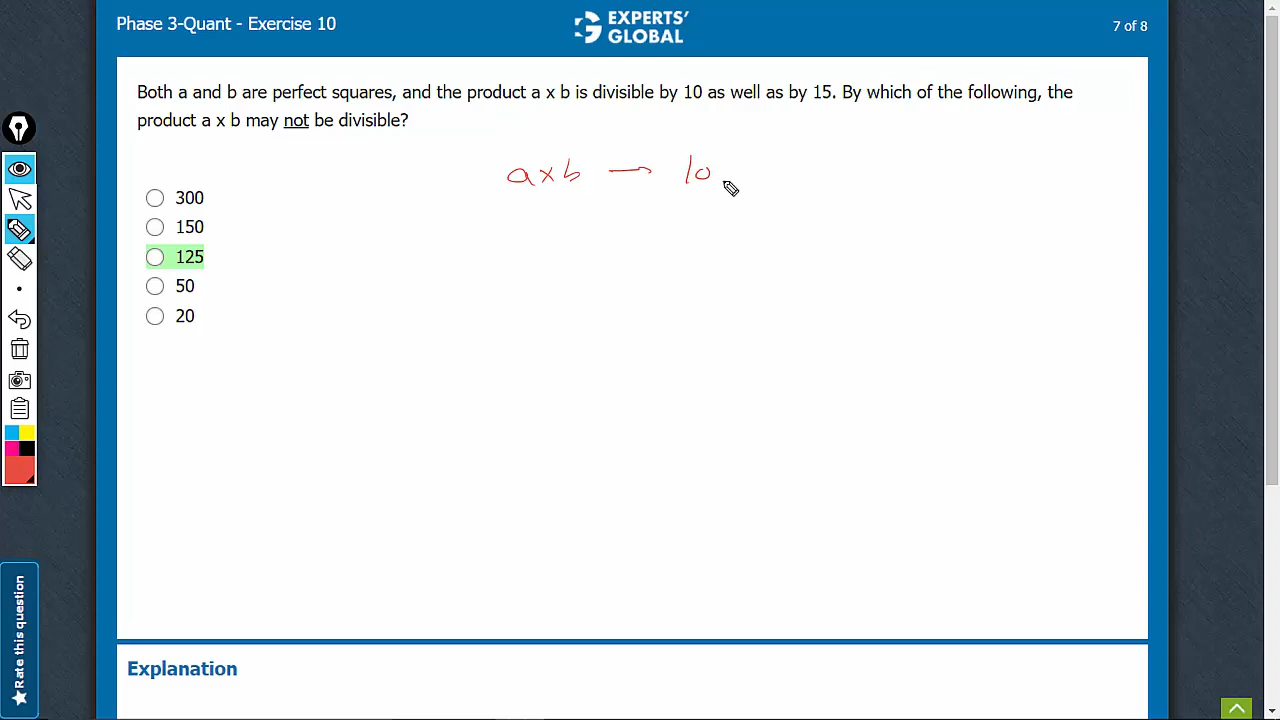 Phase 3-Quant - Exercise 10
EXPERTS'
GLOBAL
7 of 8
Both a and b are perfect squares, and the product a x b is divisible by 10 as well as by 15. By which of the following, the
product a x b may not be divisible?
a x b → 10
300
150
125
50
20
Rate this question
Explanation